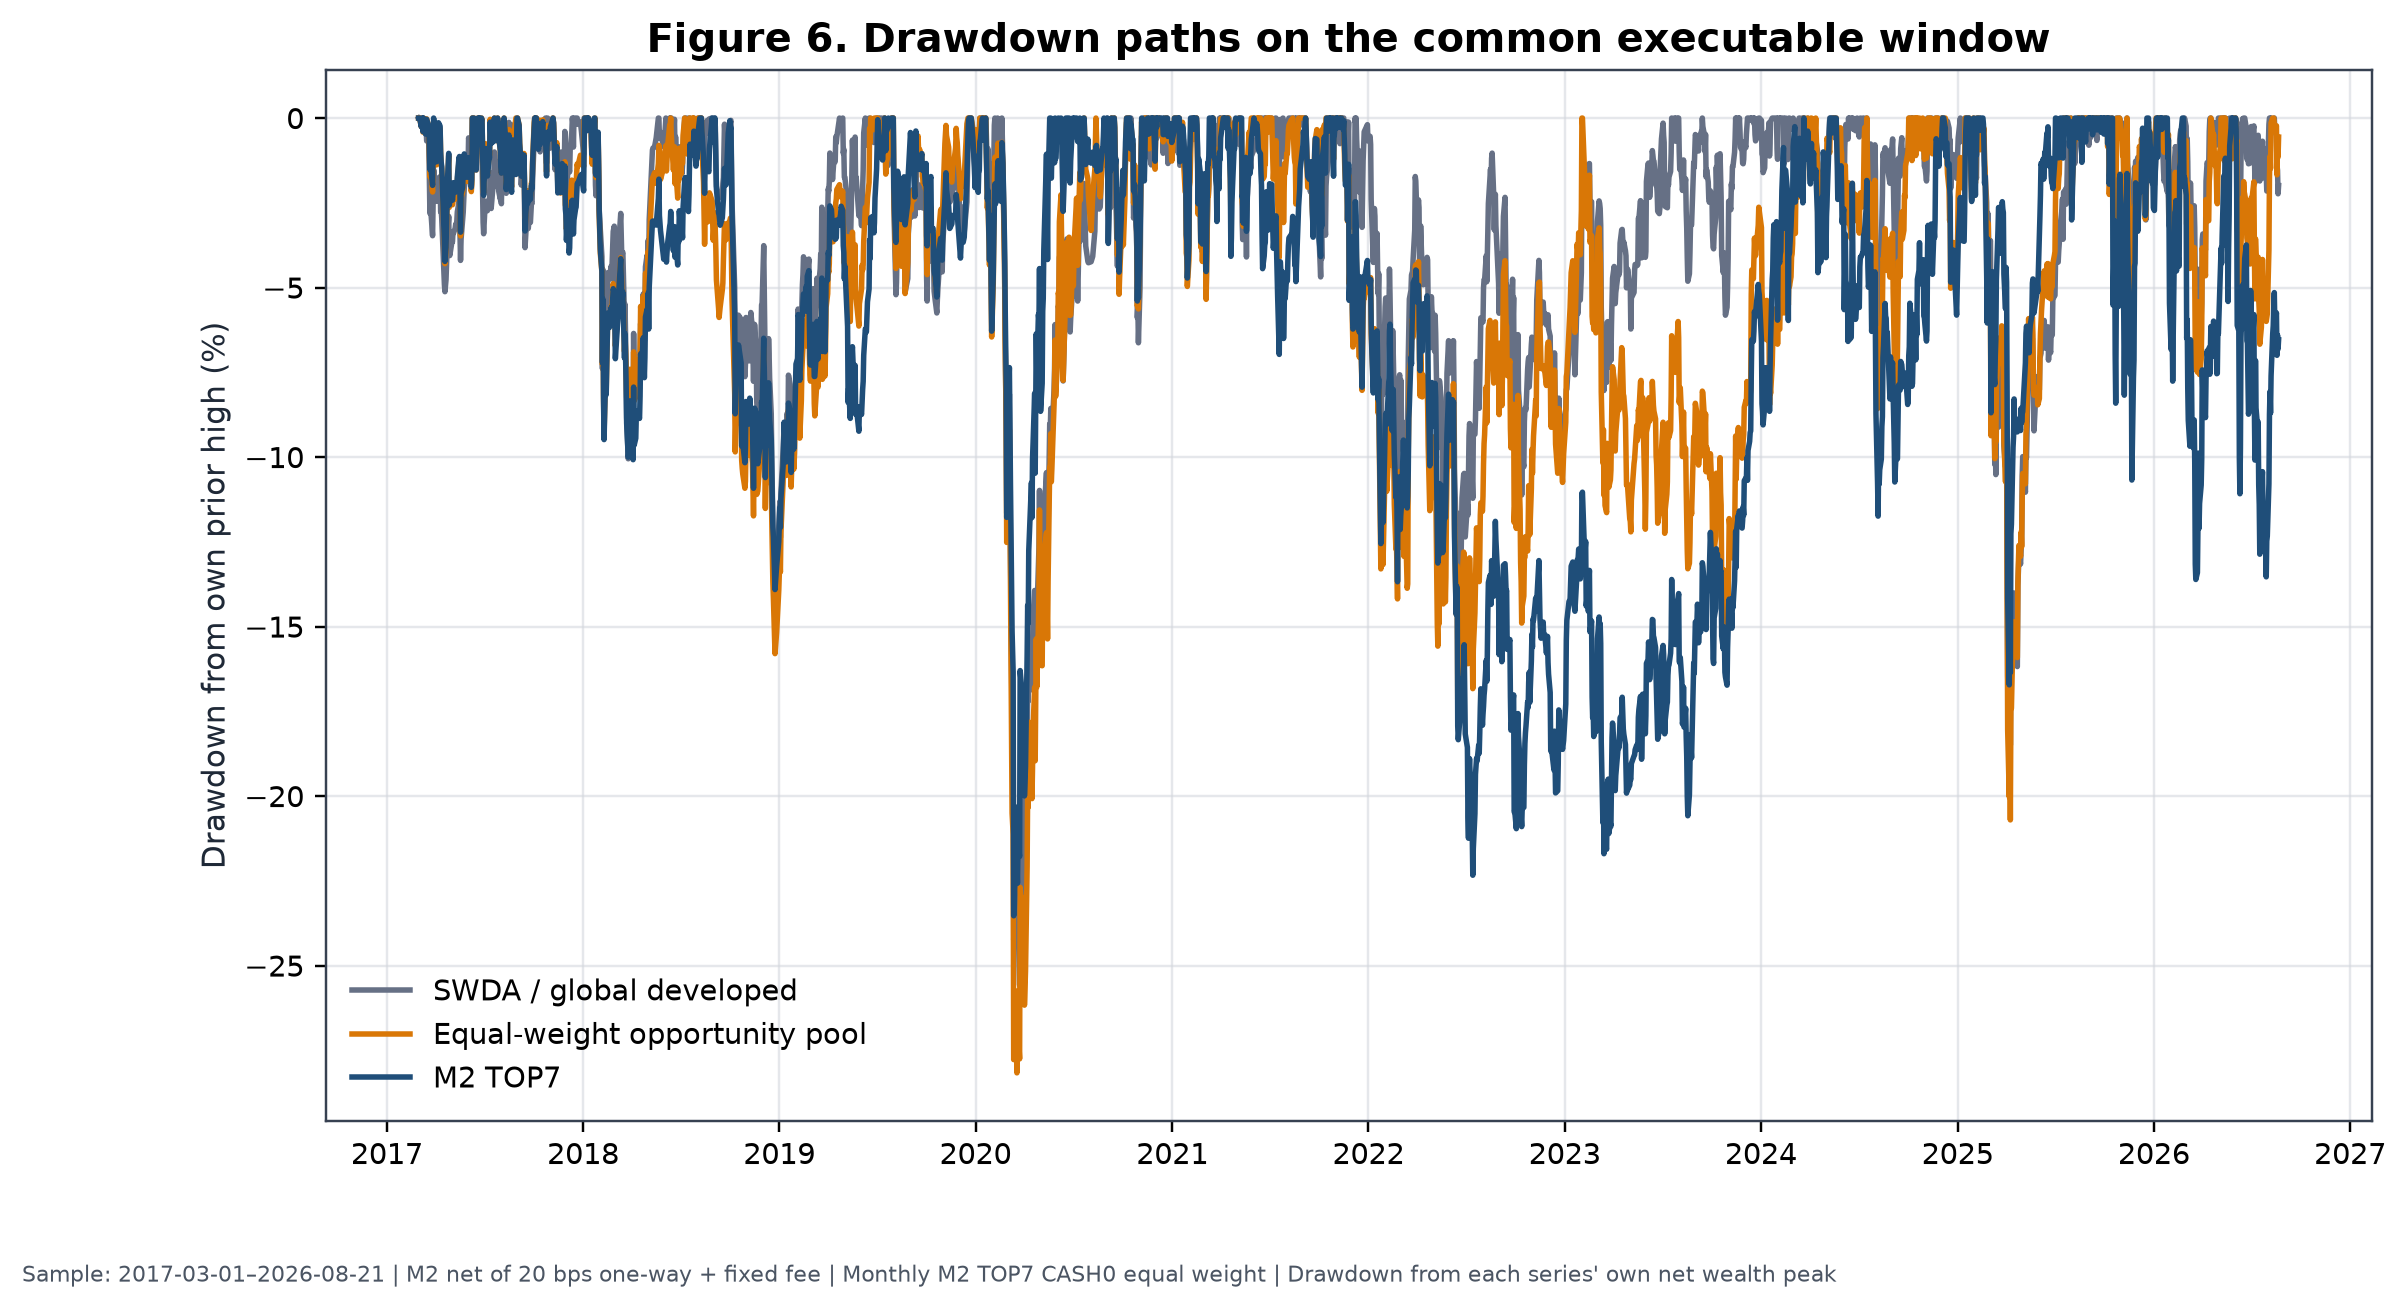 Figure 6. Drawdown paths on the common executable window
Drawdown from own prior high (%)
0
−5
−10
−15
−20
−25
SWDA / global developed
Equal-weight opportunity pool
M2 TOP7
2017 2018 2019 2020 2021 2022 2023 2024 2025 2026 2027
Sample: 2017-03-01–2026-08-21 | M2 net of 20 bps one-way + fixed fee | Monthly M2 TOP7 CASH0 equal weight | Drawdown from each series' own net wealth peak